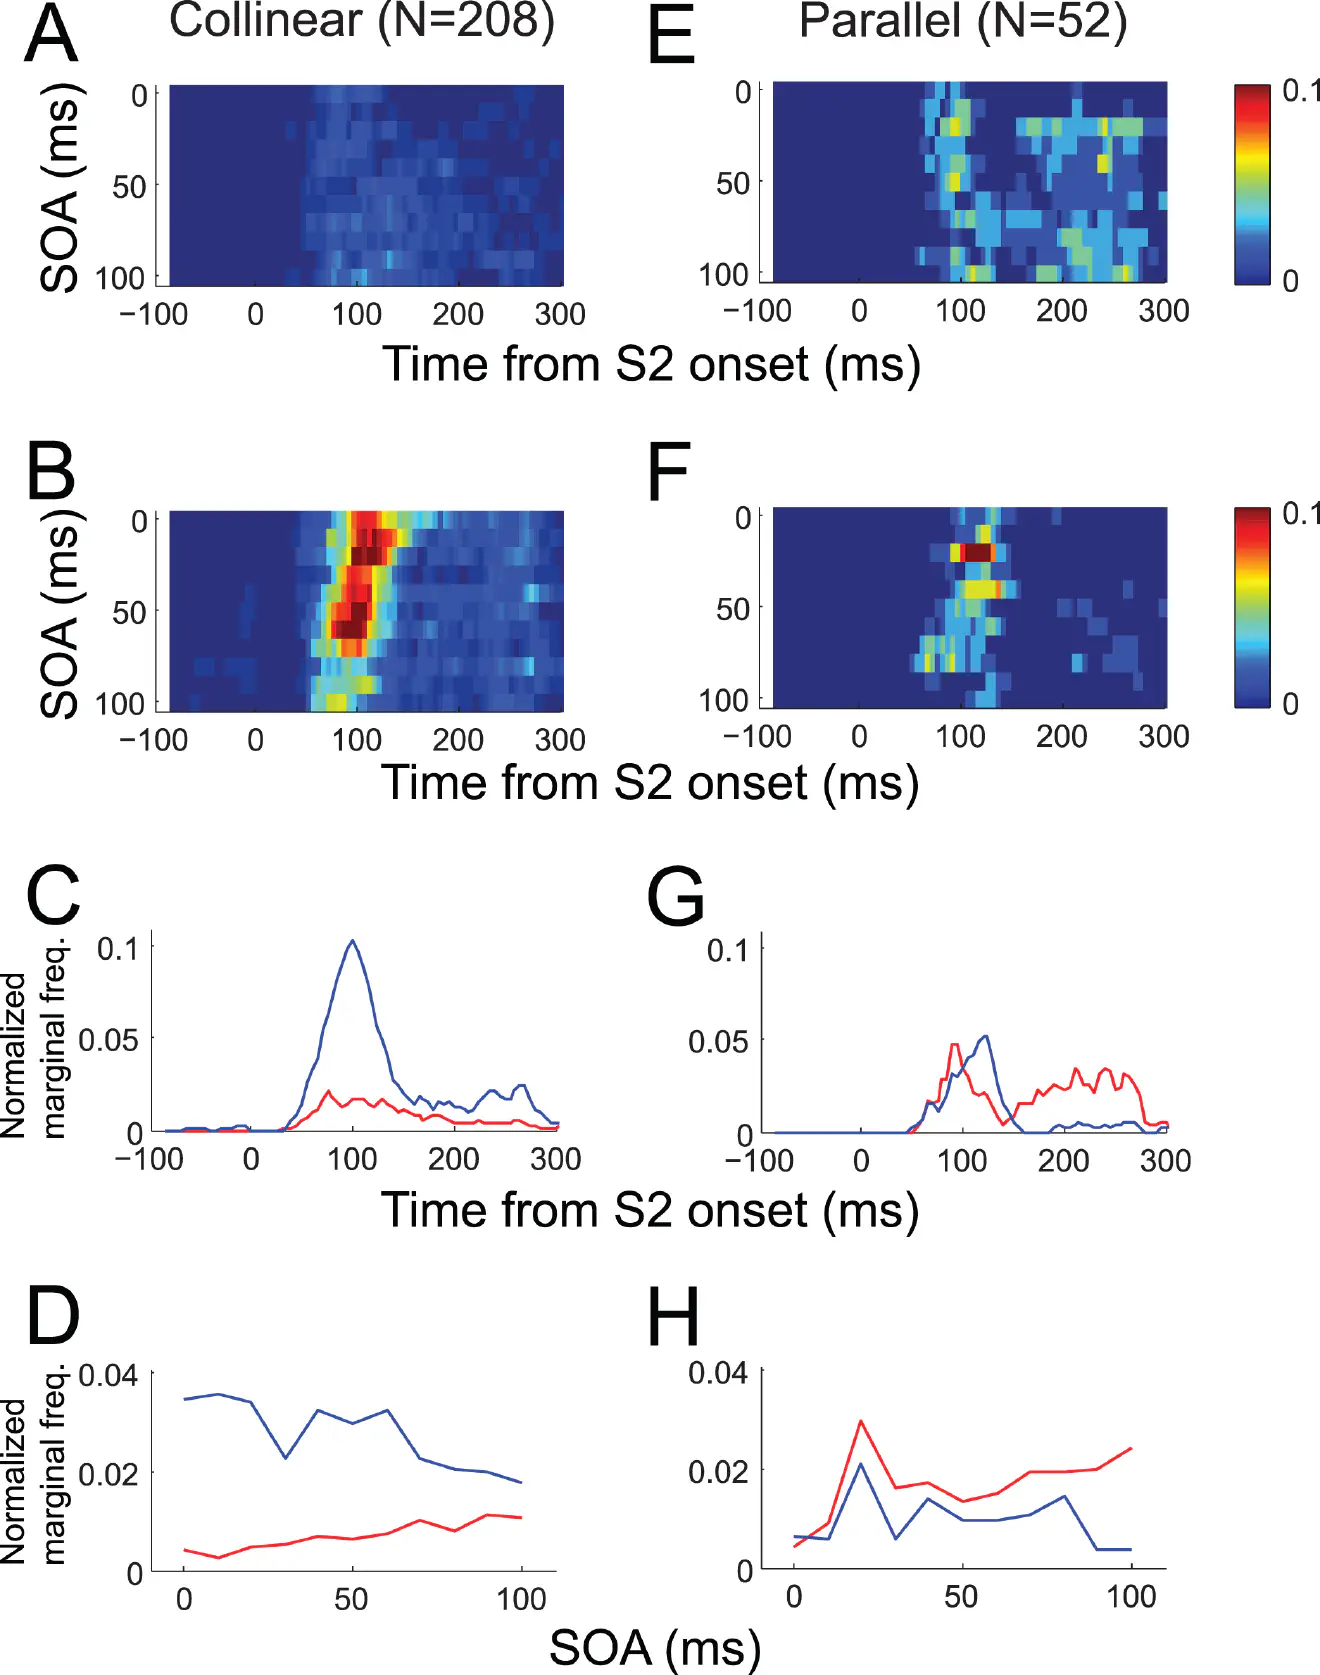 A
Collinear (N=208)
0
50
100
SOA (ms)
−100 0 100 200 300
E
Parallel (N=52)
0
50
100
−100 0 100 200 300
0.1
0
Time from S2 onset (ms)
B
0
50
100
SOA (ms)
−100 0 100 200 300
F
0
50
100
−100 0 100 200 300
0.1
0
Time from S2 onset (ms)
C
Normalized
marginal freq.
0.1
0.05
0
−100 0 100 200 300
G
0.1
0.05
0
−100 0 100 200 300
Time from S2 onset (ms)
D
Normalized
marginal freq.
0.04
0.02
0
0 50 100
H
0.04
0.02
0
0 50 100
SOA (ms)